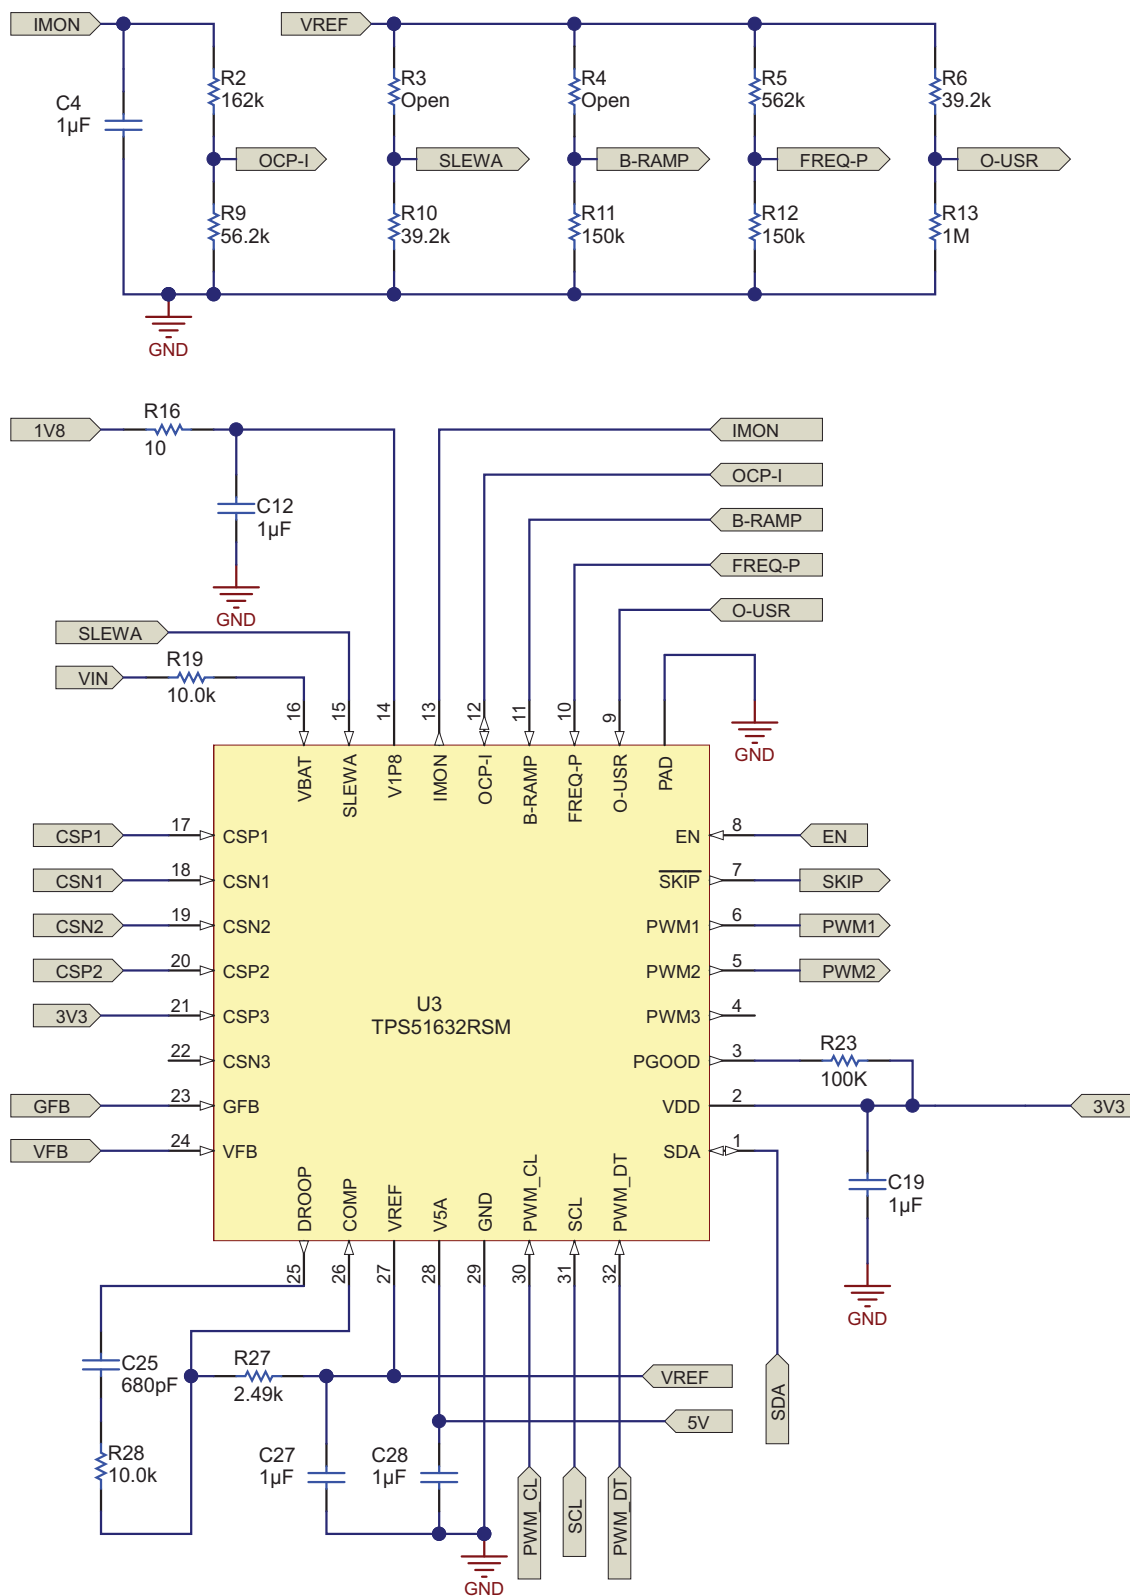 IMON
VREF
C4
1µF
R2
162k
R3
Open
R4
Open
R5
562k
R6
39.2k
OCP-I
SLEWA
B-RAMP
FREQ-P
O-USR
R9
56.2k
R10
39.2k
R11
150k
R12
150k
R13
1M
GND
1V8
R16
10
C12
1µF
GND
IMON
OCP-I
B-RAMP
FREQ-P
O-USR
SLEWA
VIN
R19
10.0k
GND
16
15
14
13
12
11
10
9
VBAT
SLEWA
V1P8
IMON
OCP-I
B-RAMP
FREQ-P
O-USR
PAD
CSP1 17 CSP1
CSN1 18 CSN1
CSN2 19 CSN2
CSP2 20 CSP2
3V3 21 CSP3
22 CSN3
GFB 23 GFB
VFB 24 VFB
U3
TPS51632RSM
EN 8 EN
SKIP 7 SKIP
PWM1 6 PWM1
PWM2 5 PWM2
PWM3 4
PGOOD 3
R23
100K
VDD 2 3V3
SDA 1
C19
1µF
GND
SDA
DROOP
COMP
VREF
V5A
GND
PWM_CL
SCL
PWM_DT
25
26
27
28
29
30
31
32
C25
680pF
R27
2.49k
R28
10.0k
C27
1µF
C28
1µF
VREF
5V
PWM_CL
SCL
PWM_DT
GND